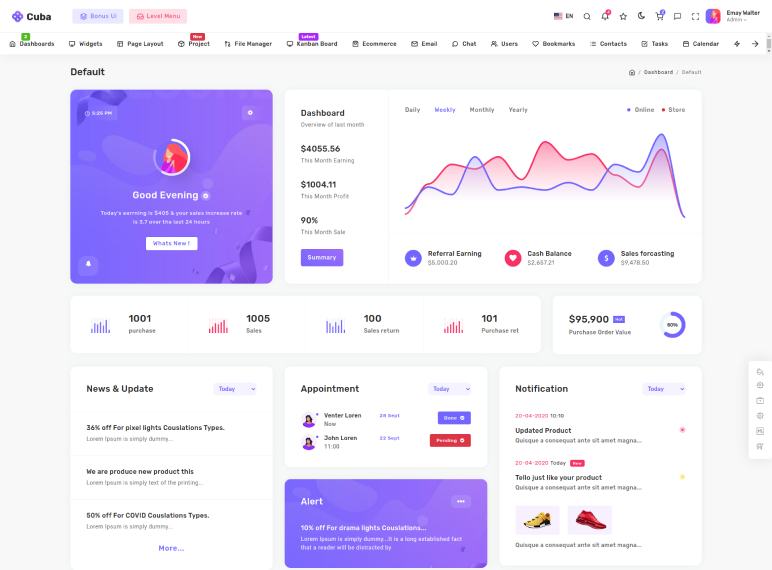 Cuba
Bonus Ui
Level Menu
EN
4
2
Emay Walter
Admin
2
New
Latest
Dashboards
Widgets
Page Layout
Project
File Manager
Kanban Board
Ecommerce
Email
Chat
Users
Bookmarks
Contacts
Tasks
Calendar
Default
/ Dashboard / Default
5:25 PM
Good Evening
Today's earrning is $405 & your sales increase rate
is 3.7 over the last 24 hours
Whats New !
Dashboard
Overview of last month
$4055.56
This Month Earning
$1004.11
This Month Profit
90%
This Month Sale
Summary
Daily
Weekly
Monthly
Yearly
Online
Store
Referral Earning
$5,000.20
Cash Balance
$2,657.21
Sales forcasting
$9,478.50
1001
purchase
1005
Sales
100
Sales return
101
Purchase ret
$95,900 Hot
Purchase Order Value
60%
News & Update
Today
36% off For pixel lights Couslations Types.
Lorem Ipsum is simply dummy...
We are produce new product this
Lorem Ipsum is simply text of the printing...
50% off For COVID Couslations Types.
Lorem Ipsum is simply dummy...
More...
Appointment
Today
Venter Loren
Now
28 Sept
Done
John Loren
11:00
22 Sept
Pending
Alert
10% off For drama lights Couslations...
Lorem Ipsum is simply dummy...It is a long established fact
that a reader will be distracted by
Notification
Today
20-04-2020 10:10
Updated Product
Quisque a consequat ante sit amet magna...
20-04-2020 Today New
Tello just like your product
Quisque a consequat ante sit amet magna...
Quisque a consequat ante sit amet magna...